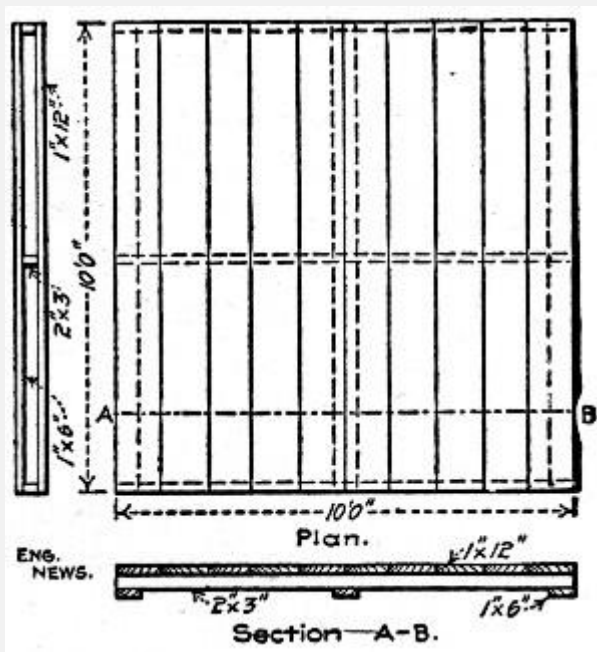 1"x12"
10'0"
2"x3'
1"x6"
A
B
10'0"
Plan.
ENG.
NEWS.
1"x12"
2"x3"
1"x6"
Section—A-B.